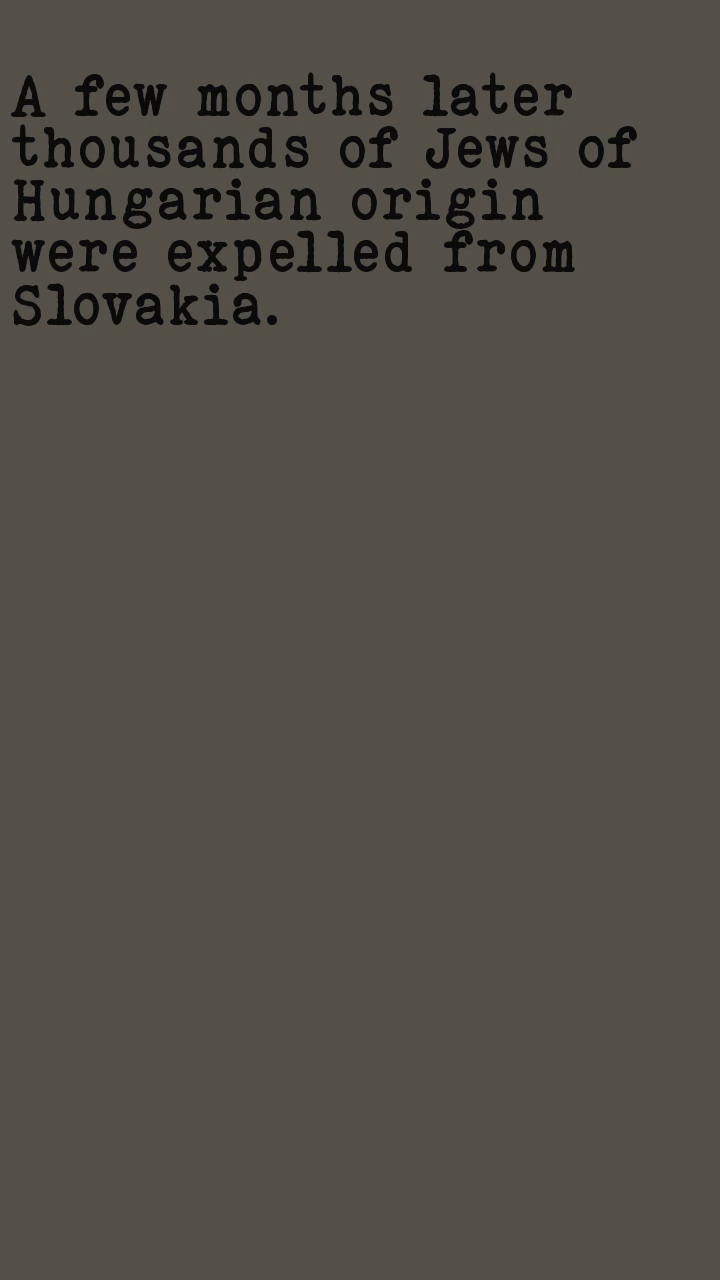 A few months later
thousands of Jews of
Hungarian origin
were expelled from
Slovakia.